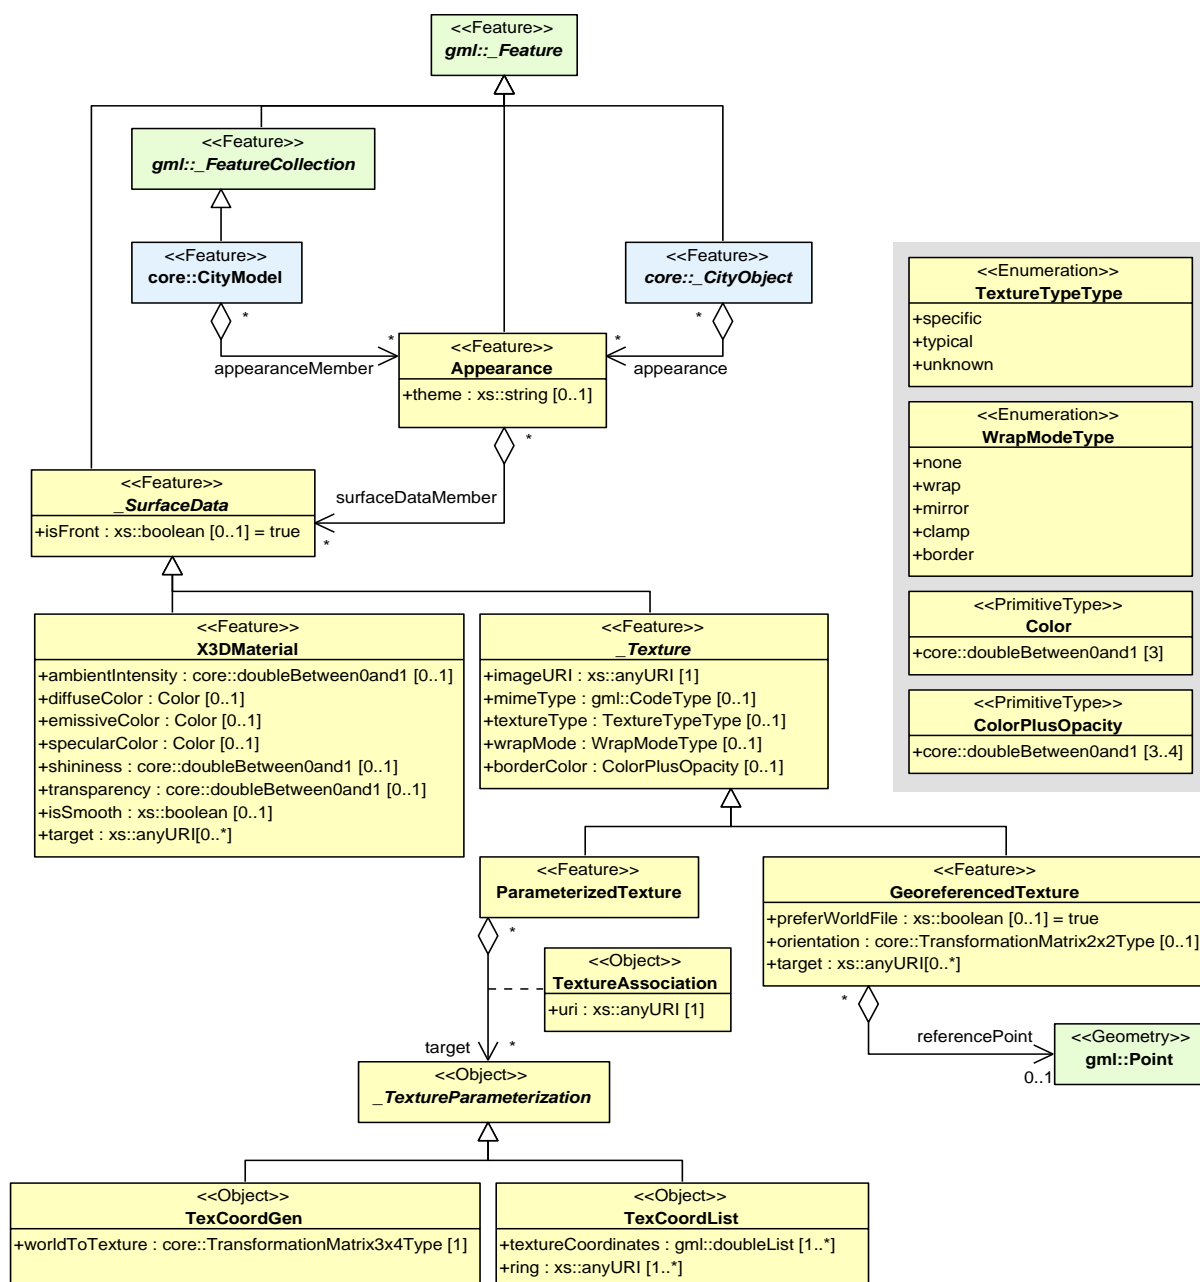 <<Feature>>
gml::_Feature
<<Feature>>
gml::_FeatureCollection
<<Feature>>
core::CityModel
<<Feature>>
core::_CityObject
*
*
*
*
appearanceMember
appearance
<<Feature>>
Appearance
+theme : xs::string [0..1]
*
surfaceDataMember
*
<<Feature>>
_SurfaceData
+isFront : xs::boolean [0..1] = true
<<Feature>>
X3DMaterial
+ambientIntensity : core::doubleBetween0and1 [0..1]
+diffuseColor : Color [0..1]
+emissiveColor : Color [0..1]
+specularColor : Color [0..1]
+shininess : core::doubleBetween0and1 [0..1]
+transparency : core::doubleBetween0and1 [0..1]
+isSmooth : xs::boolean [0..1]
+target : xs::anyURI[0..*]
<<Feature>>
_Texture
+imageURI : xs::anyURI [1]
+mimeType : gml::CodeType [0..1]
+textureType : TextureTypeType [0..1]
+wrapMode : WrapModeType [0..1]
+borderColor : ColorPlusOpacity [0..1]
<<Enumeration>>
TextureTypeType
+specific
+typical
+unknown
<<Enumeration>>
WrapModeType
+none
+wrap
+mirror
+clamp
+border
<<PrimitiveType>>
Color
+core::doubleBetween0and1 [3]
<<PrimitiveType>>
ColorPlusOpacity
+core::doubleBetween0and1 [3..4]
<<Feature>>
ParameterizedTexture
*
<<Feature>>
GeoreferencedTexture
+preferWorldFile : xs::boolean [0..1] = true
+orientation : core::TransformationMatrix2x2Type [0..1]
+target : xs::anyURI[0..*]
*
<<Object>>
TextureAssociation
+uri : xs::anyURI [1]
target
*
referencePoint
0..1
<<Geometry>>
gml::Point
<<Object>>
_TextureParameterization
<<Object>>
TexCoordGen
+worldToTexture : core::TransformationMatrix3x4Type [1]
<<Object>>
TexCoordList
+textureCoordinates : gml::doubleList [1..*]
+ring : xs::anyURI [1..*]